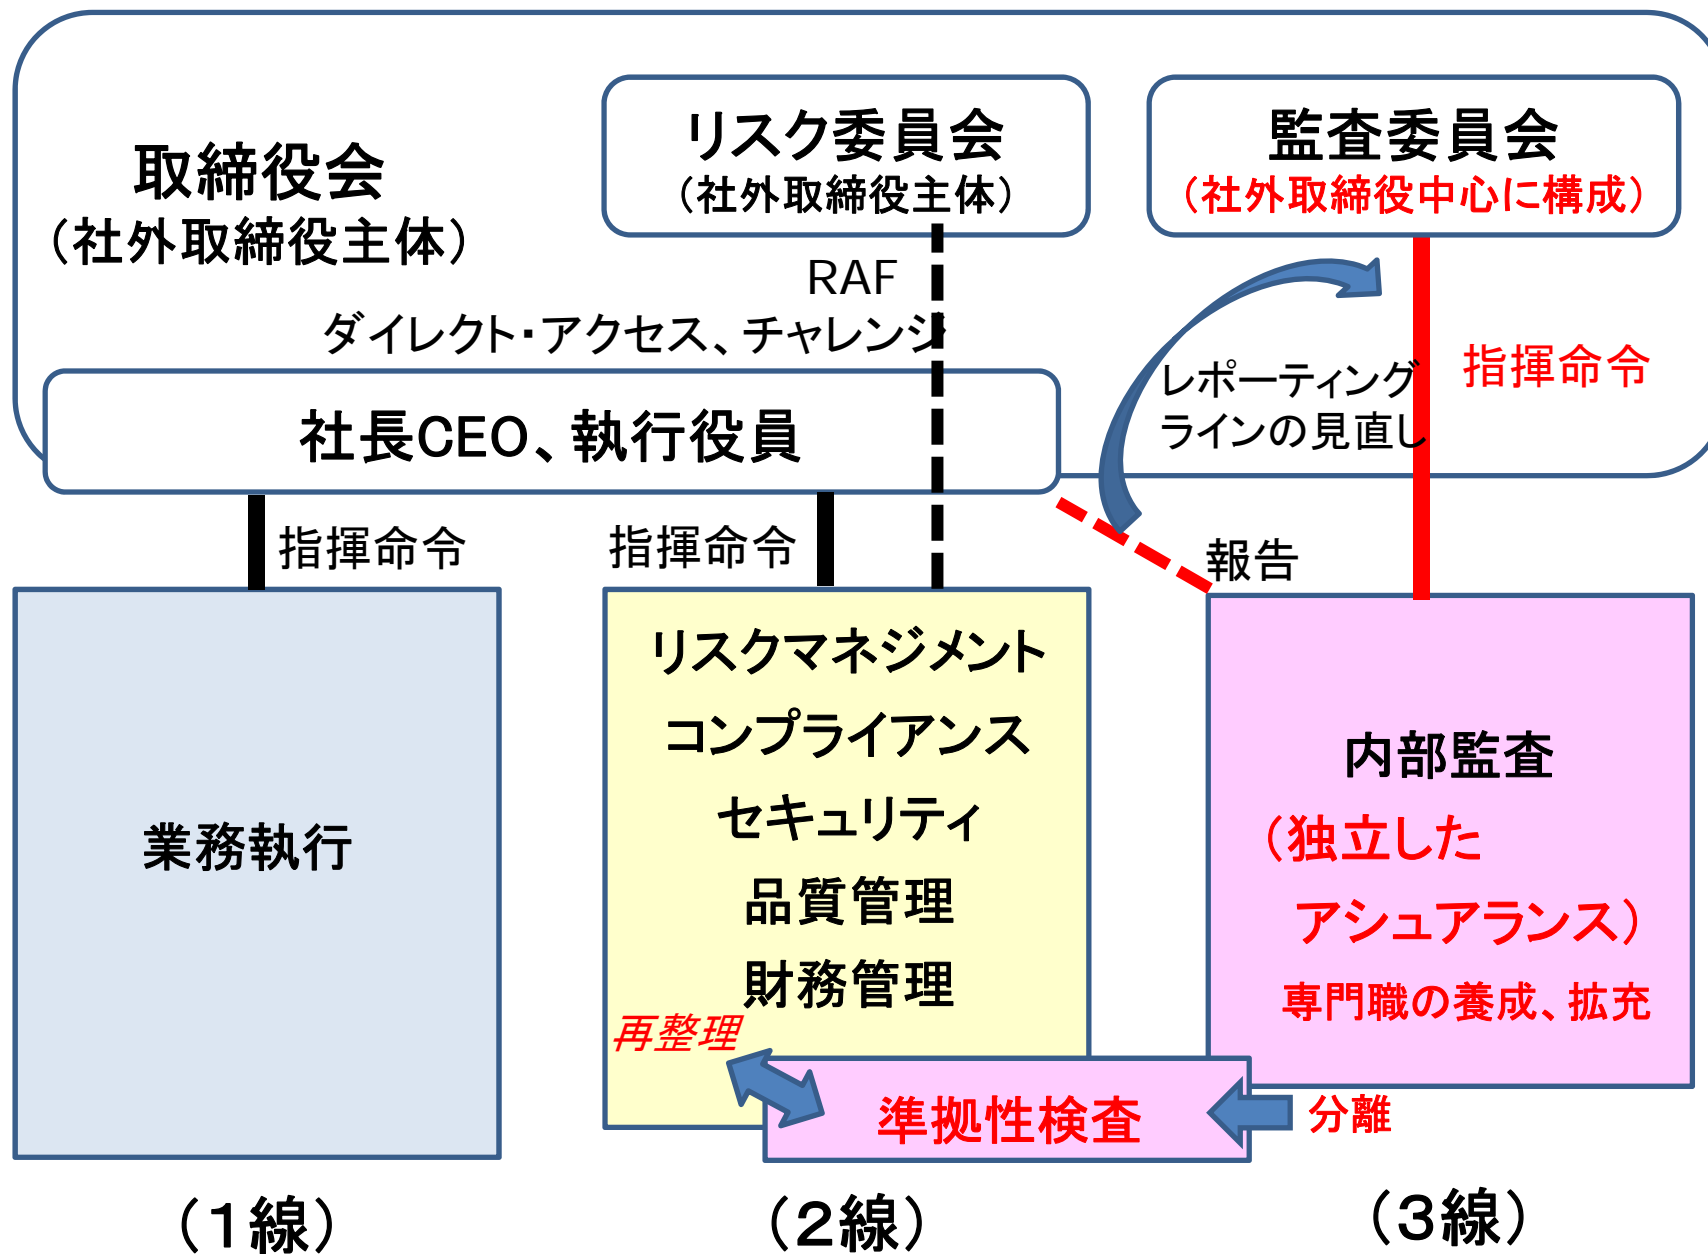 取締役会
（社外取締役主体）
リスク委員会
（社外取締役主体）
監査委員会
（社外取締役中心に構成）
RAF
ダイレクト・アクセス、チャレンジ
レポーティング
ラインの見直し
指揮命令
社長CEO、執行役員
指揮命令
指揮命令
報告
業務執行
リスクマネジメント
コンプライアンス
セキュリティ
品質管理
財務管理
再整理
内部監査
（独立した
アシュアランス）
専門職の養成、拡充
準拠性検査
分離
（１線）
（２線）
（３線）